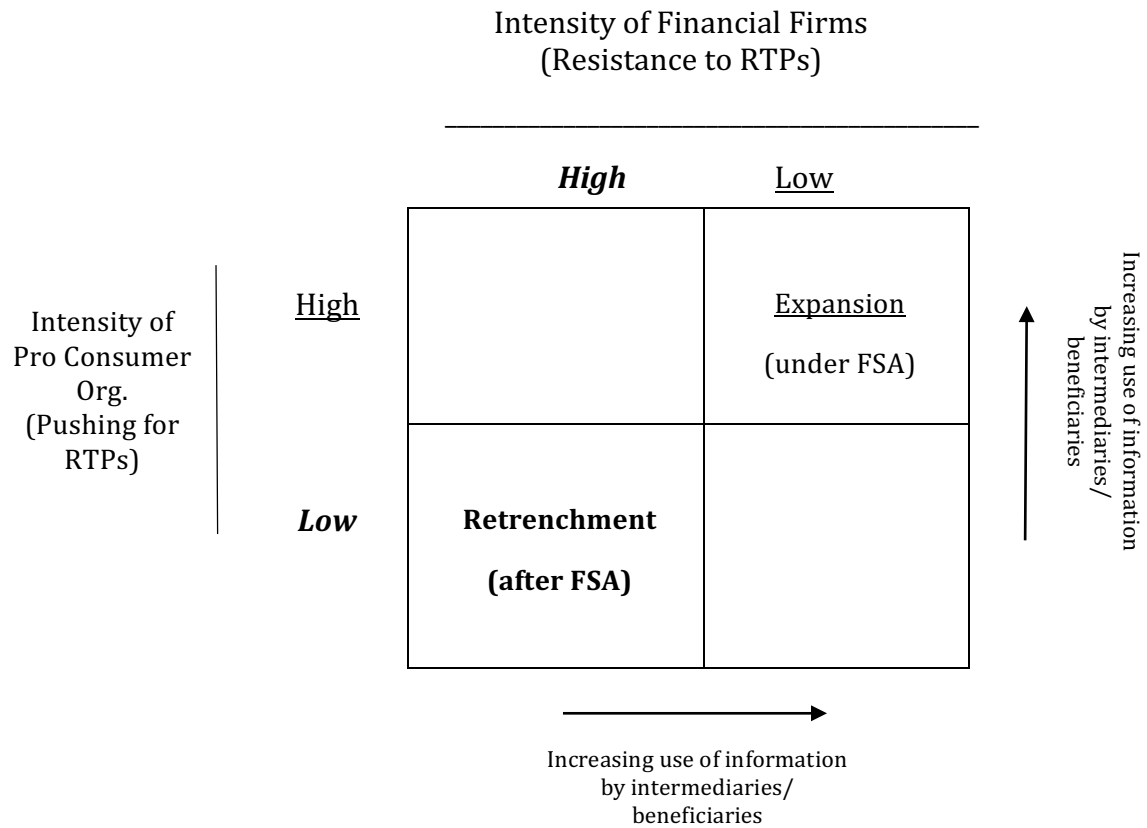 Intensity of Financial Firms
(Resistance to RTPs)
High Low
High
Expansion
(under FSA)
Intensity of
Pro Consumer
Org.
(Pushing for
RTPs)
Low
Retrenchment
(after FSA)
Increasing use of information
by intermediaries/
beneficiaries
Increasing use of information
by intermediaries/
beneficiaries